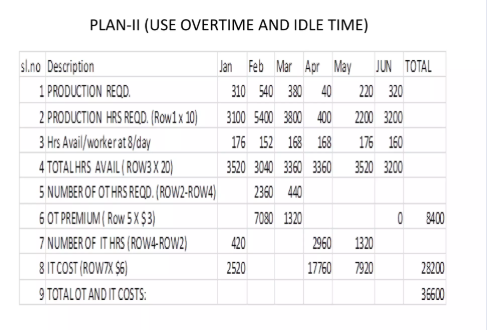 PLAN-II (USE OVERTIME AND IDLE TIME)
sl.no Description Jan Feb Mar Apr May JUN TOTAL
1 PRODUCTION REQD. 310 540 380 40 220 320
2 PRODUCTION HRS REQD. (Row1 x 10) 3100 5400 3800 400 2200 3200
3 Hrs Avail/worker at 8/day 176 152 168 168 176 160
4 TOTAL HRS AVAIL ( ROW3 X 20) 3520 3040 3360 3360 3520 3200
5 NUMBER OF OT HRS REQD. (ROW2-ROW4) 2360 440
6 OT PREMIUM ( Row 5 X $ 3) 7080 1320 0 8400
7 NUMBER OF IT HRS (ROW4-ROW2) 420 2960 1320
8 IT COST (ROW7X $6) 2520 17760 7920 28200
9 TOTAL OT AND IT COSTS: 36600